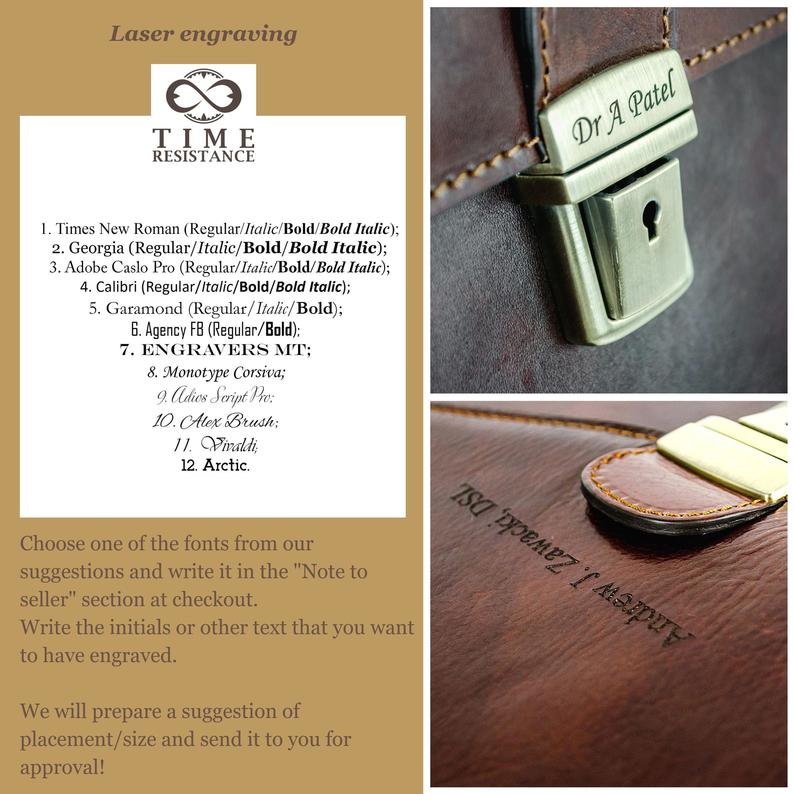 Laser engraving
TIME
RESISTANCE
1. Times New Roman (Regular/Italic/Bold/Bold Italic);
2. Georgia (Regular/Italic/Bold/Bold Italic);
3. Adobe Caslo Pro (Regular/Italic/Bold/Bold Italic);
4. Calibri (Regular/Italic/Bold/Bold Italic);
5. Garamond (Regular/Italic/Bold);
6. Agency FB (Regular/Bold);
7. ENGRAVERS MT;
8. Monotype Corsiva;
9. Adios Script Pro;
10. Alex Brush;
11. Vivaldi;
12. Arctic.
Choose one of the fonts from our
suggestions and write it in the "Note to
seller" section at checkout.
Write the initials or other text that you want
to have engraved.
We will prepare a suggestion of
placement/size and send it to you for
approval!
Dr A Patel
Andrew J. Zawacki, DSL